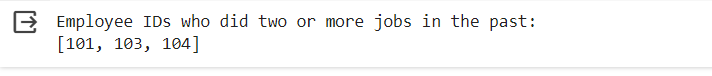 Employee IDs who did two or more jobs in the past:
[101, 103, 104]